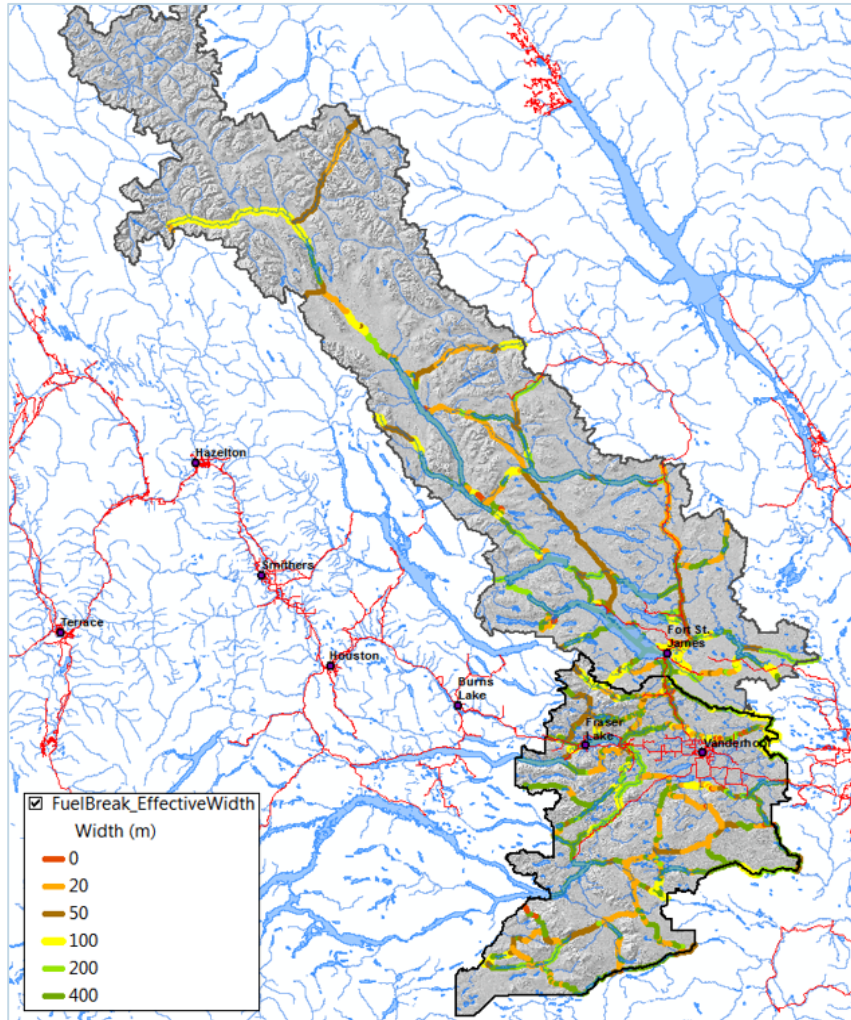 Hazelton
Smithers
Terrace
Houston
Burns
Lake
Fort St.
James
Fraser
Lake
Vanderhoof
FuelBreak_EffectiveWidth
Width (m)
0
20
50
100
200
400